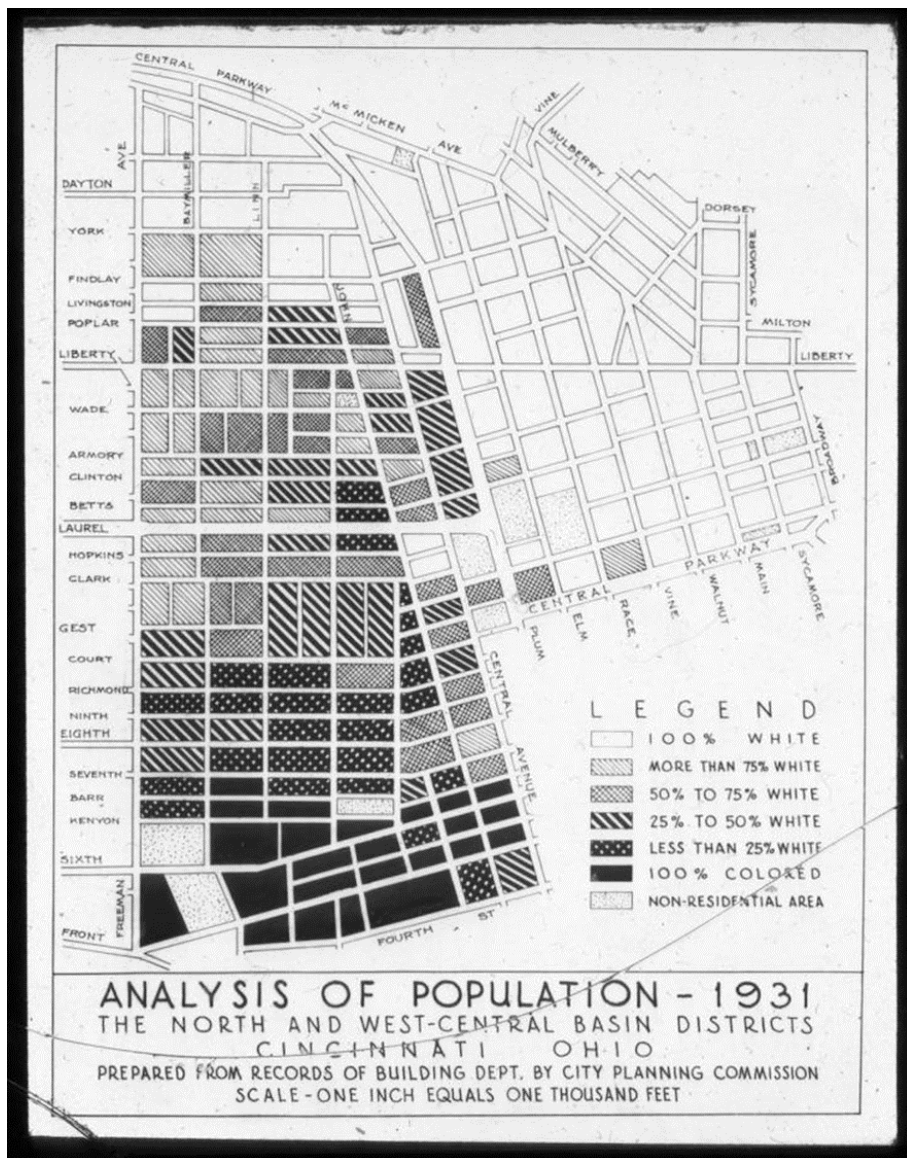 CENTRAL PARKWAY
McMICKEN AVE
VINE
MULBERRY
AVE
BAYMILLER
LINN
DAYTON
DORSEY
YORK
SYCAMORE
FINDLAY
JOHN
LIVINGSTON
POPLAR
MILTON
LIBERTY
LIBERTY
WADE
BROADWAY
ARMORY
CLINTON
BETTS
LAUREL
HOPKINS
CENTRAL PARKWAY
CLARK
PLUM
ELM
RACE
VINE
WALNUT
MAIN
SYCAMORE
GEST
COURT
CENTRAL AVENUE
RICHMOND
NINTH
EIGHTH
SEVENTH
BARR
KENYON
SIXTH
FREEMAN
FRONT
FOURTH ST
LEGEND
100% WHITE
MORE THAN 75% WHITE
50% TO 75% WHITE
25% TO 50% WHITE
LESS THAN 25% WHITE
100% COLORED
NON-RESIDENTIAL AREA
ANALYSIS OF POPULATION - 1931
THE NORTH AND WEST-CENTRAL BASIN DISTRICTS
CINCINNATI OHIO
PREPARED FROM RECORDS OF BUILDING DEPT. BY CITY PLANNING COMMISSION
SCALE - ONE INCH EQUALS ONE THOUSAND FEET